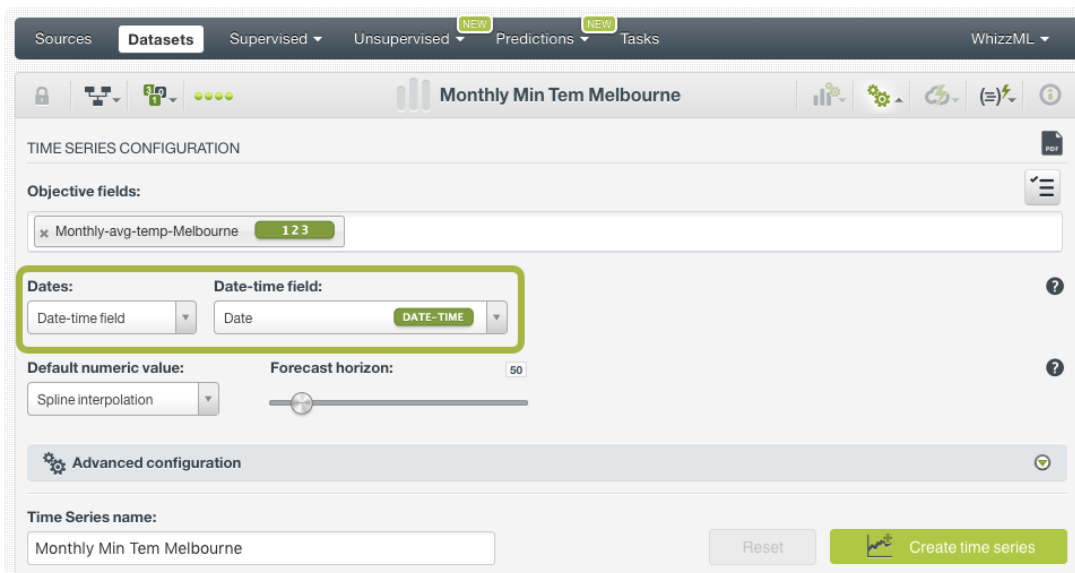 NEW NEW
Sources Datasets Supervised Unsupervised Predictions Tasks WhizzML
Monthly Min Tem Melbourne
TIME SERIES CONFIGURATION
PDF
Objective fields:
Monthly-avg-temp-Melbourne 123
Dates: Date-time field:
Date-time field Date DATE-TIME
Default numeric value: Forecast horizon: 50
Spline interpolation
Advanced configuration
Time Series name:
Monthly Min Tem Melbourne Reset Create time series